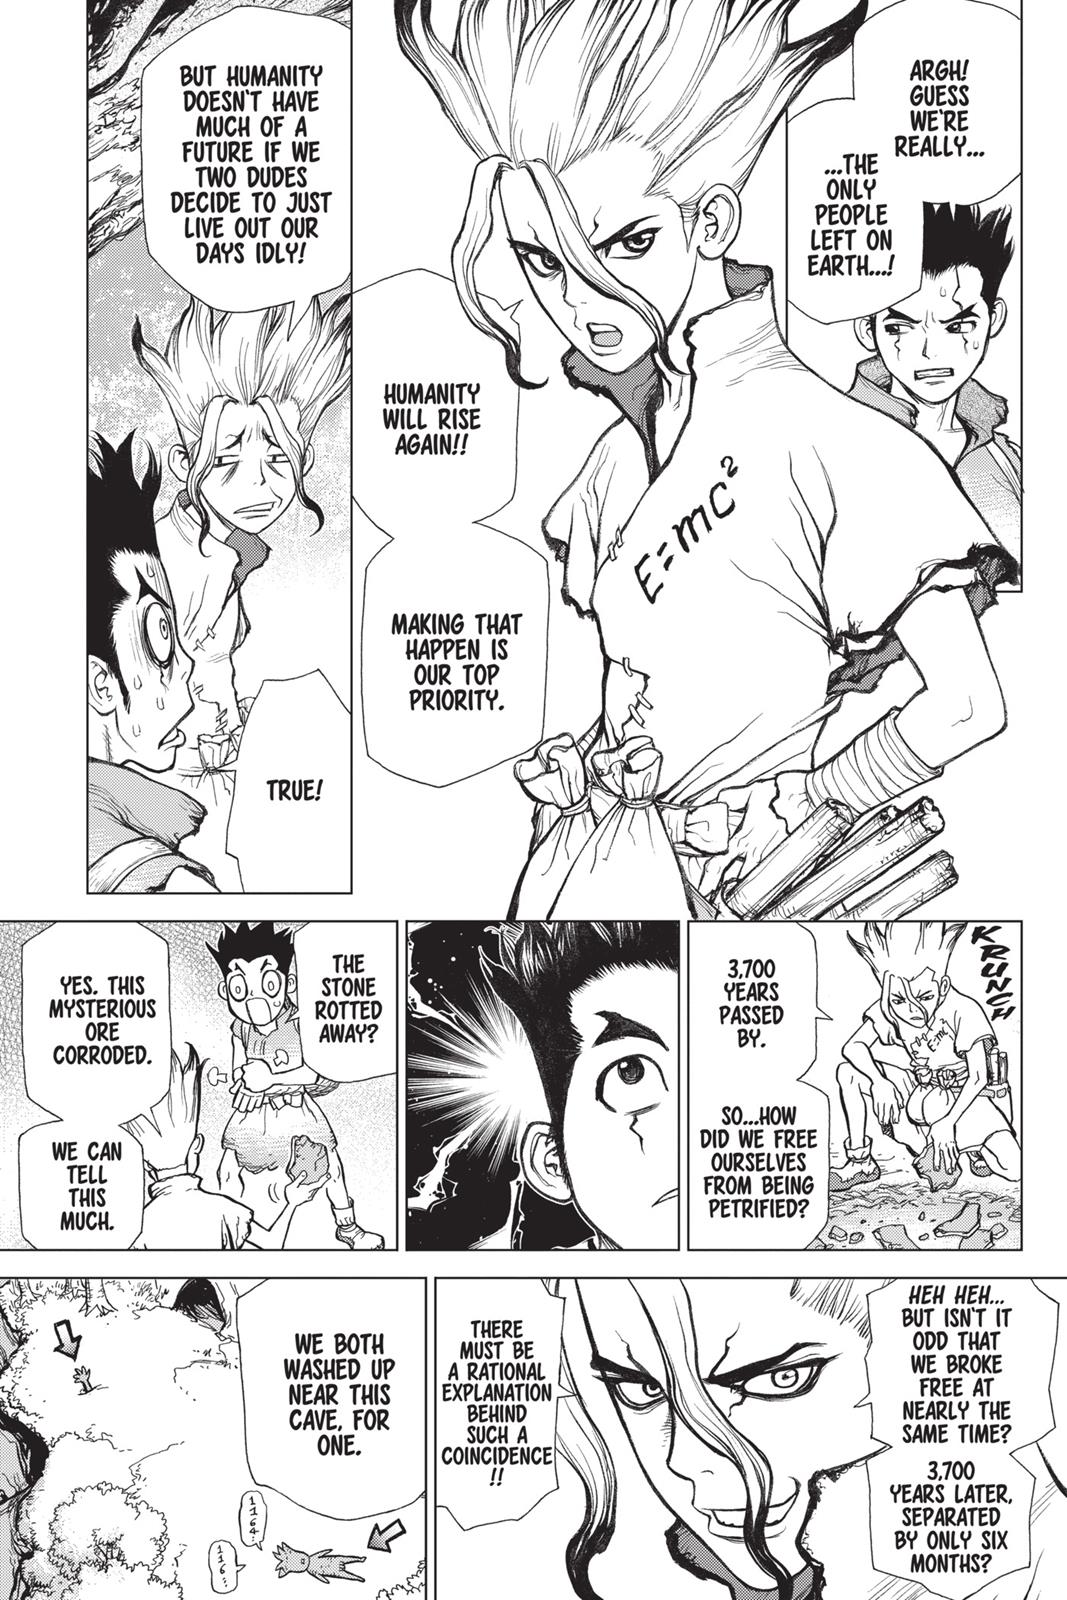 ARGH!
GUESS
WE'RE
REALLY...
...THE
ONLY
PEOPLE
LEFT ON
EARTH...!
HUMANITY
WILL RISE
AGAIN!!
MAKING THAT
HAPPEN IS
OUR TOP
PRIORITY.
E=mc²
BUT HUMANITY
DOESN'T HAVE
MUCH OF A
FUTURE IF WE
TWO DUDES
DECIDE TO JUST
LIVE OUT OUR
DAYS IDLY!
TRUE!
KRUNCH
3,700
YEARS
PASSED
BY.
SO...HOW
DID WE FREE
OURSELVES
FROM BEING
PETRIFIED?
E=mc²
THE
STONE
ROTTED
AWAY?
YES. THIS
MYSTERIOUS
ORE
CORRODED.
WE CAN
TELL
THIS
MUCH.
HEH HEH...
BUT ISN'T IT
ODD THAT
WE BROKE
FREE AT
NEARLY THE
SAME TIME?
3,700
YEARS LATER,
SEPARATED
BY ONLY SIX
MONTHS?
THERE
MUST BE
A RATIONAL
EXPLANATION
BEHIND
SUCH A
COINCIDENCE
!!
WE BOTH
WASHED UP
NEAR THIS
CAVE, FOR
ONE.
1164...
116...